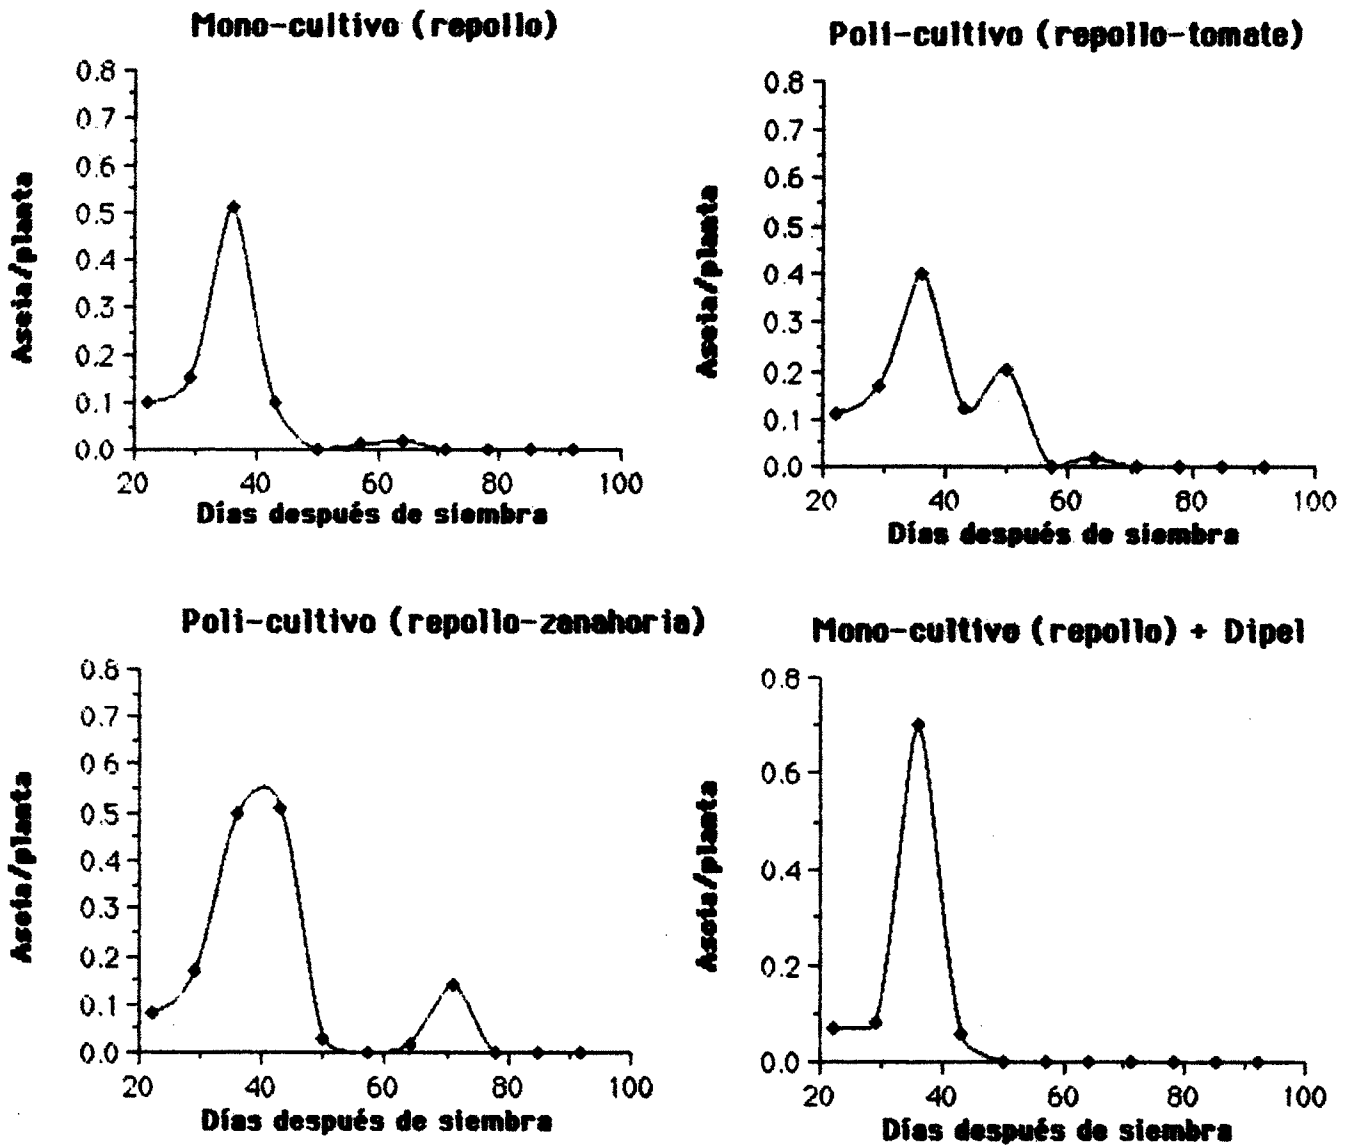 Mono-cultivo (repollo)
0.8
0.7
0.6
0.5
0.4
0.3
0.2
0.1
0.0
Ascia/planta
20 40 60 80 100
Días después de siembra
Poli-cultivo (repollo-tomate)
0.8
0.7
0.6
0.5
0.4
0.3
0.2
0.1
0.0
Ascia/planta
20 40 60 80 100
Días después de siembra
Poli-cultivo (repollo-zanahoria)
0.8
0.7
0.6
0.5
0.4
0.3
0.2
0.1
0.0
Ascia/planta
20 40 60 80 100
Días después de siembra
Mono-cultivo (repollo) + Dipel
0.8
0.6
0.4
0.2
0.0
Ascia/planta
20 40 60 80 100
Días después de siembra